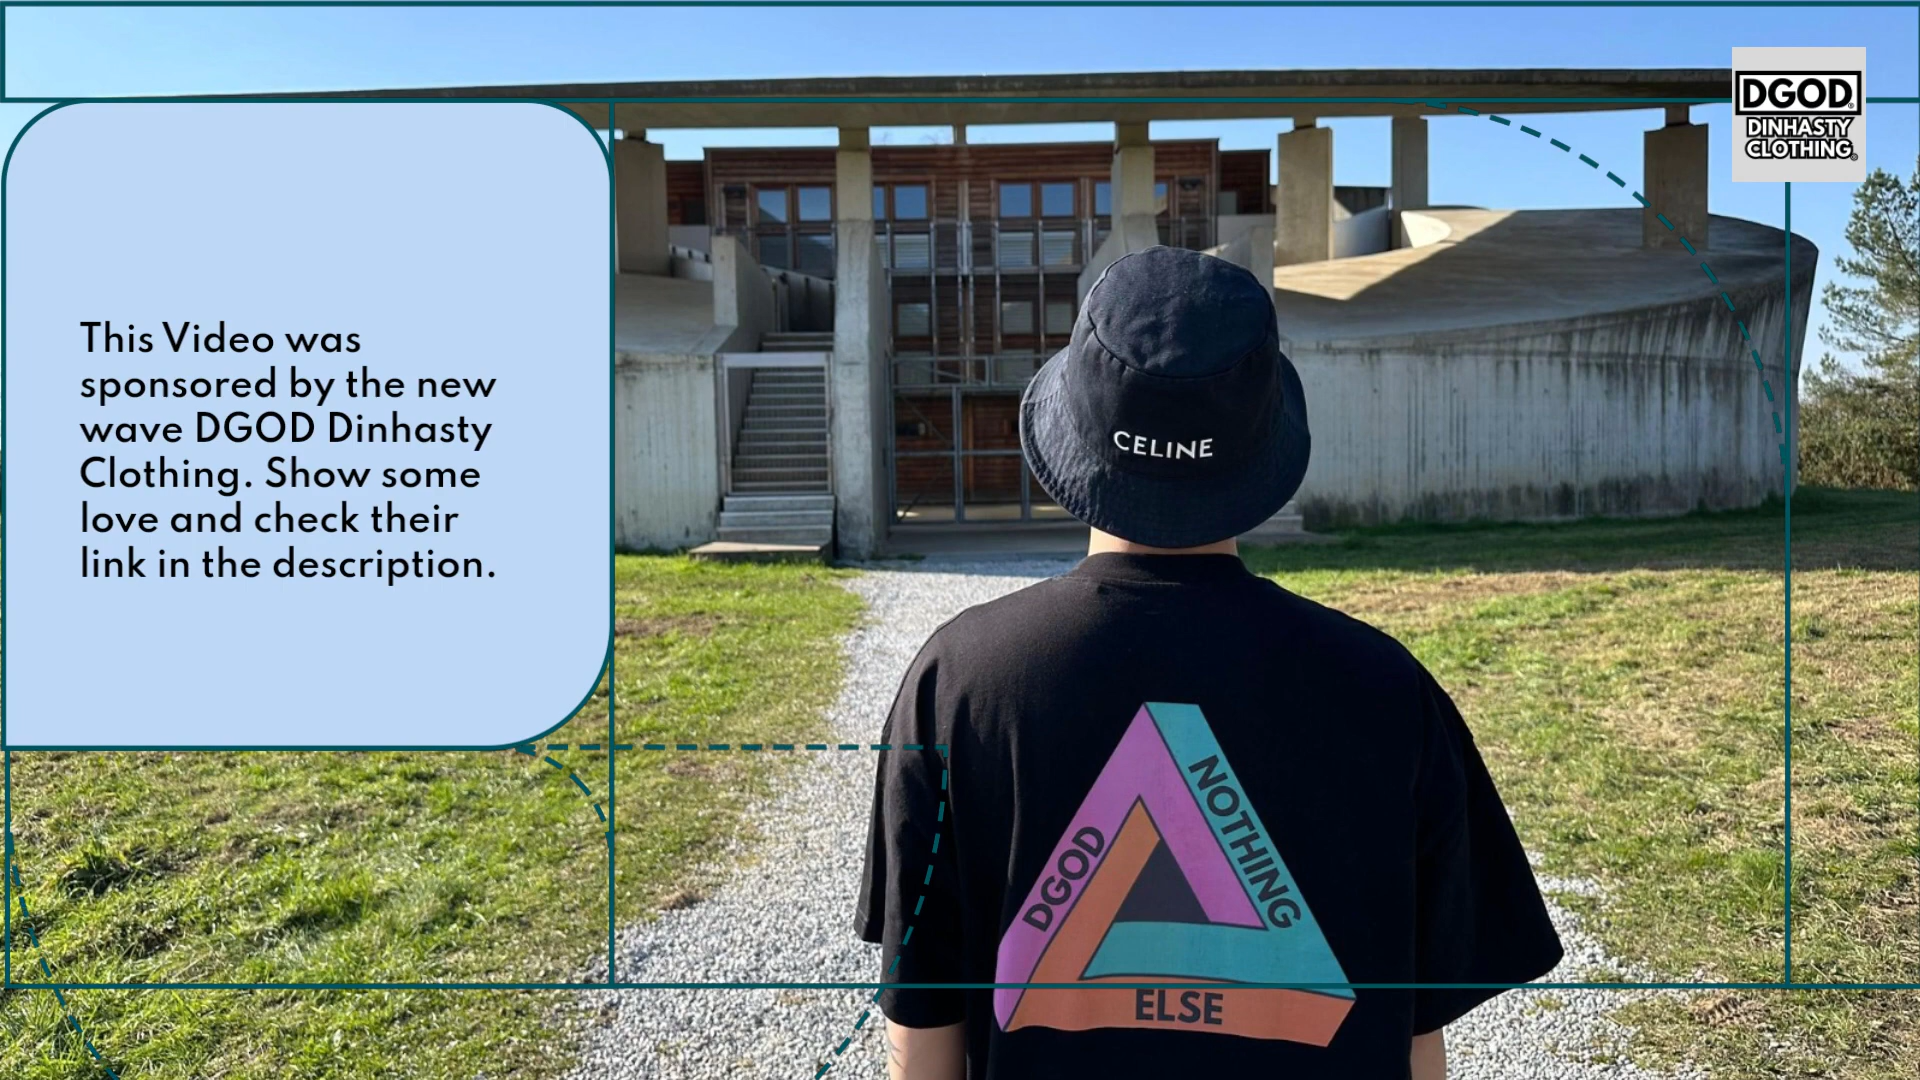 DGOD®
DINHASTY
CLOTHING®
This Video was
sponsored by the new
wave DGOD Dinhasty
Clothing. Show some
love and check their
link in the description.
CELINE
DGOD
NOTHING
ELSE